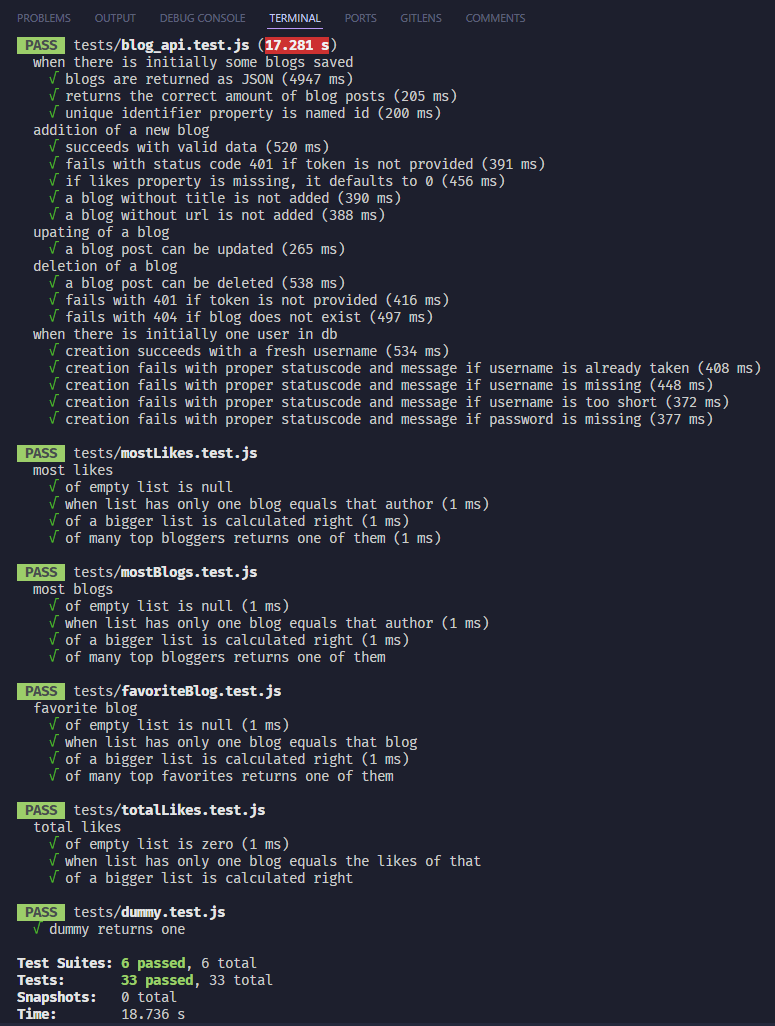 PROBLEMS OUTPUT DEBUG CONSOLE TERMINAL PORTS GITLENS COMMENTS
PASS tests/blog_api.test.js (17.281 s)
when there is initially some blogs saved
√ blogs are returned as JSON (4947 ms)
√ returns the correct amount of blog posts (205 ms)
√ unique identifier property is named id (200 ms)
addition of a new blog
√ succeeds with valid data (520 ms)
√ fails with status code 401 if token is not provided (391 ms)
√ if likes property is missing, it defaults to 0 (456 ms)
√ a blog without title is not added (390 ms)
√ a blog without url is not added (388 ms)
upating of a blog
√ a blog post can be updated (265 ms)
deletion of a blog
√ a blog post can be deleted (538 ms)
√ fails with 401 if token is not provided (416 ms)
√ fails with 404 if blog does not exist (497 ms)
when there is initially one user in db
√ creation succeeds with a fresh username (534 ms)
√ creation fails with proper statuscode and message if username is already taken (408 ms)
√ creation fails with proper statuscode and message if username is missing (448 ms)
√ creation fails with proper statuscode and message if username is too short (372 ms)
√ creation fails with proper statuscode and message if password is missing (377 ms)
PASS tests/mostLikes.test.js
most likes
√ of empty list is null
√ when list has only one blog equals that author (1 ms)
√ of a bigger list is calculated right (1 ms)
√ of many top bloggers returns one of them (1 ms)
PASS tests/mostBlogs.test.js
most blogs
√ of empty list is null (1 ms)
√ when list has only one blog equals that author (1 ms)
√ of a bigger list is calculated right (1 ms)
√ of many top bloggers returns one of them
PASS tests/favoriteBlog.test.js
favorite blog
√ of empty list is null (1 ms)
√ when list has only one blog equals that blog
√ of a bigger list is calculated right (1 ms)
√ of many top favorites returns one of them
PASS tests/totalLikes.test.js
total likes
√ of empty list is zero (1 ms)
√ when list has only one blog equals the likes of that
√ of a bigger list is calculated right
PASS tests/dummy.test.js
√ dummy returns one
Test Suites: 6 passed, 6 total
Tests: 33 passed, 33 total
Snapshots: 0 total
Time: 18.736 s